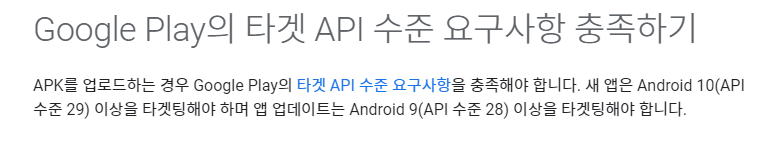 Google Play의 타겟 API 수준 요구사항 충족하기
APK를 업로드하는 경우 Google Play의 타겟 API 수준 요구사항을 충족해야 합니다. 새 앱은 Android 10(API
수준 29) 이상을 타겟팅해야 하며 앱 업데이트는 Android 9(API 수준 28) 이상을 타겟팅해야 합니다.